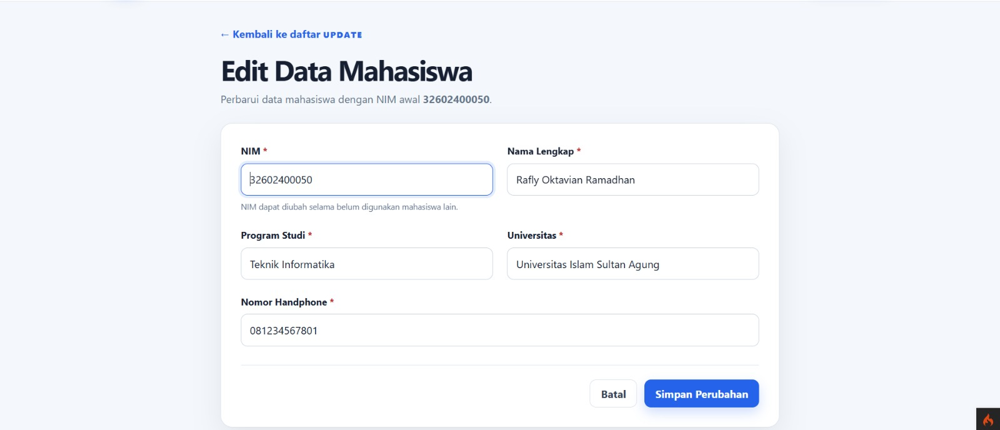 ← Kembali ke daftar UPDATE
Edit Data Mahasiswa
Perbarui data mahasiswa dengan NIM awal 32602400050.
NIM *
Nama Lengkap *
32602400050
Rafly Oktavian Ramadhan
NIM dapat diubah selama belum digunakan mahasiswa lain.
Program Studi *
Universitas *
Teknik Informatika
Universitas Islam Sultan Agung
Nomor Handphone *
081234567801
Batal
Simpan Perubahan